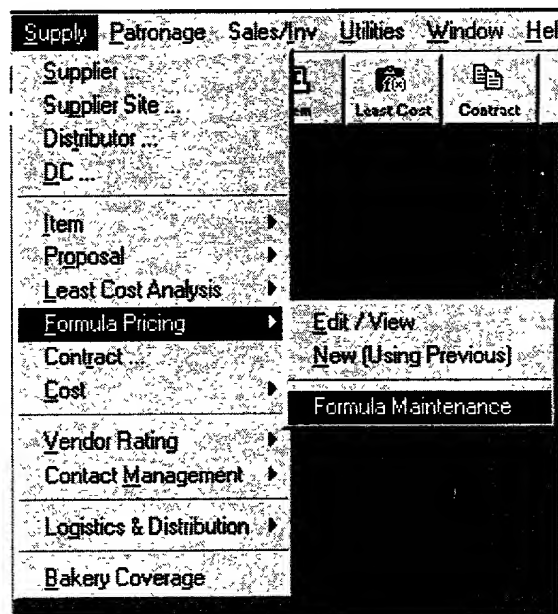 Supply Patronage Sales/Inv Utilities Window Hel
Supplier ...
Supplier Site ...
Distributor ...
DC ...
em Least Cost Contract
Item
Proposal
Least Cost Analysis
Formula Pricing
Contract ...
Cost
Vendor Rating
Contact Management
Logistics & Distribution
Bakery Coverage
Edit / View
New (Using Previous)
Formula Maintenance